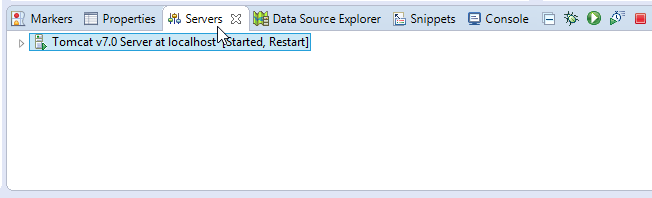 Markers Properties Servers Data Source Explorer Snippets Console
Tomcat v7.0 Server at localhost [Started, Restart]